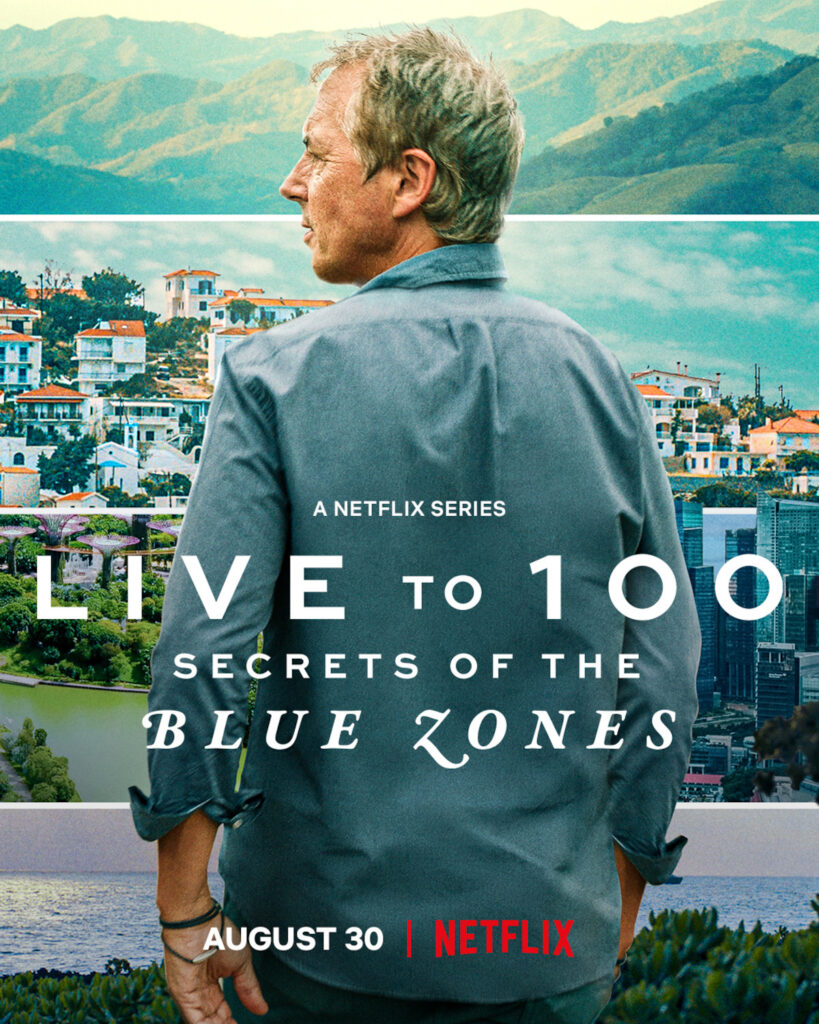 A NETFLIX SERIES
LIVE TO 100
SECRETS OF THE
BLUE ZONES
AUGUST 30 | NETFLIX